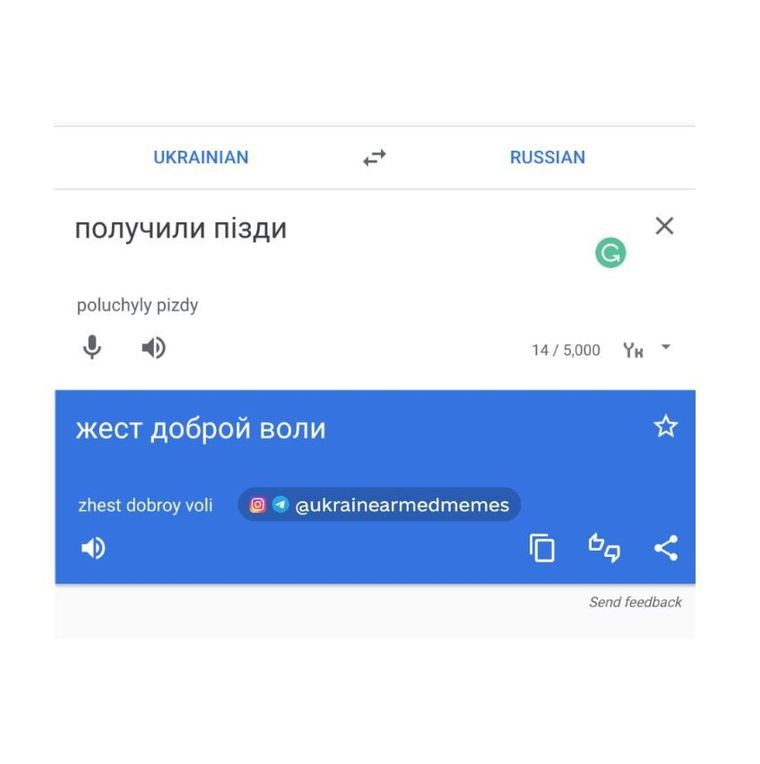 UKRAINIAN RUSSIAN
получили пізди
poluchyly pizdy
14 / 5,000
жест доброй воли
zhest dobroy voli @ukrainearmedmemes
Send feedback